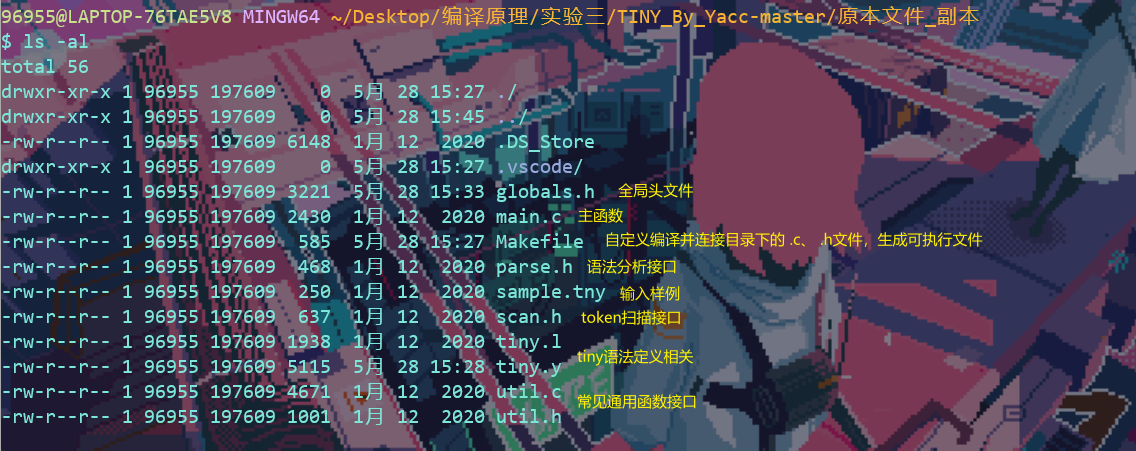 96955@LAPTOP-76TAE5V8 MINGW64 ~/Desktop/编译原理/实验三/TINY_By_Yacc-master/原本文件_副本
$ ls -al
total 56
drwxr-xr-x 1 96955 197609    0  5月 28 15:27 ./
drwxr-xr-x 1 96955 197609    0  5月 28 15:45 ../
-rw-r--r-- 1 96955 197609 6148  1月 12  2020 .DS_Store
drwxr-xr-x 1 96955 197609    0  5月 28 15:27 .vscode/
-rw-r--r-- 1 96955 197609 3221  5月 28 15:33 globals.h 全局头文件
-rw-r--r-- 1 96955 197609 2430  1月 12  2020 main.c 主函数
-rw-r--r-- 1 96955 197609  585  5月 28 15:27 Makefile 自定义编译并连接目录下的 .c、 .h文件，生成可执行文件
-rw-r--r-- 1 96955 197609  468  1月 12  2020 parse.h 语法分析接口
-rw-r--r-- 1 96955 197609  250  1月 12  2020 sample.tny 输入样例
-rw-r--r-- 1 96955 197609  637  1月 12  2020 scan.h token扫描接口
-rw-r--r-- 1 96955 197609 1938  1月 12  2020 tiny.l
tiny语法定义相关
-rw-r--r-- 1 96955 197609 5115  5月 28 15:28 tiny.y
-rw-r--r-- 1 96955 197609 4671  1月 12  2020 util.c
常见通用函数接口
-rw-r--r-- 1 96955 197609 1001  1月 12  2020 util.h